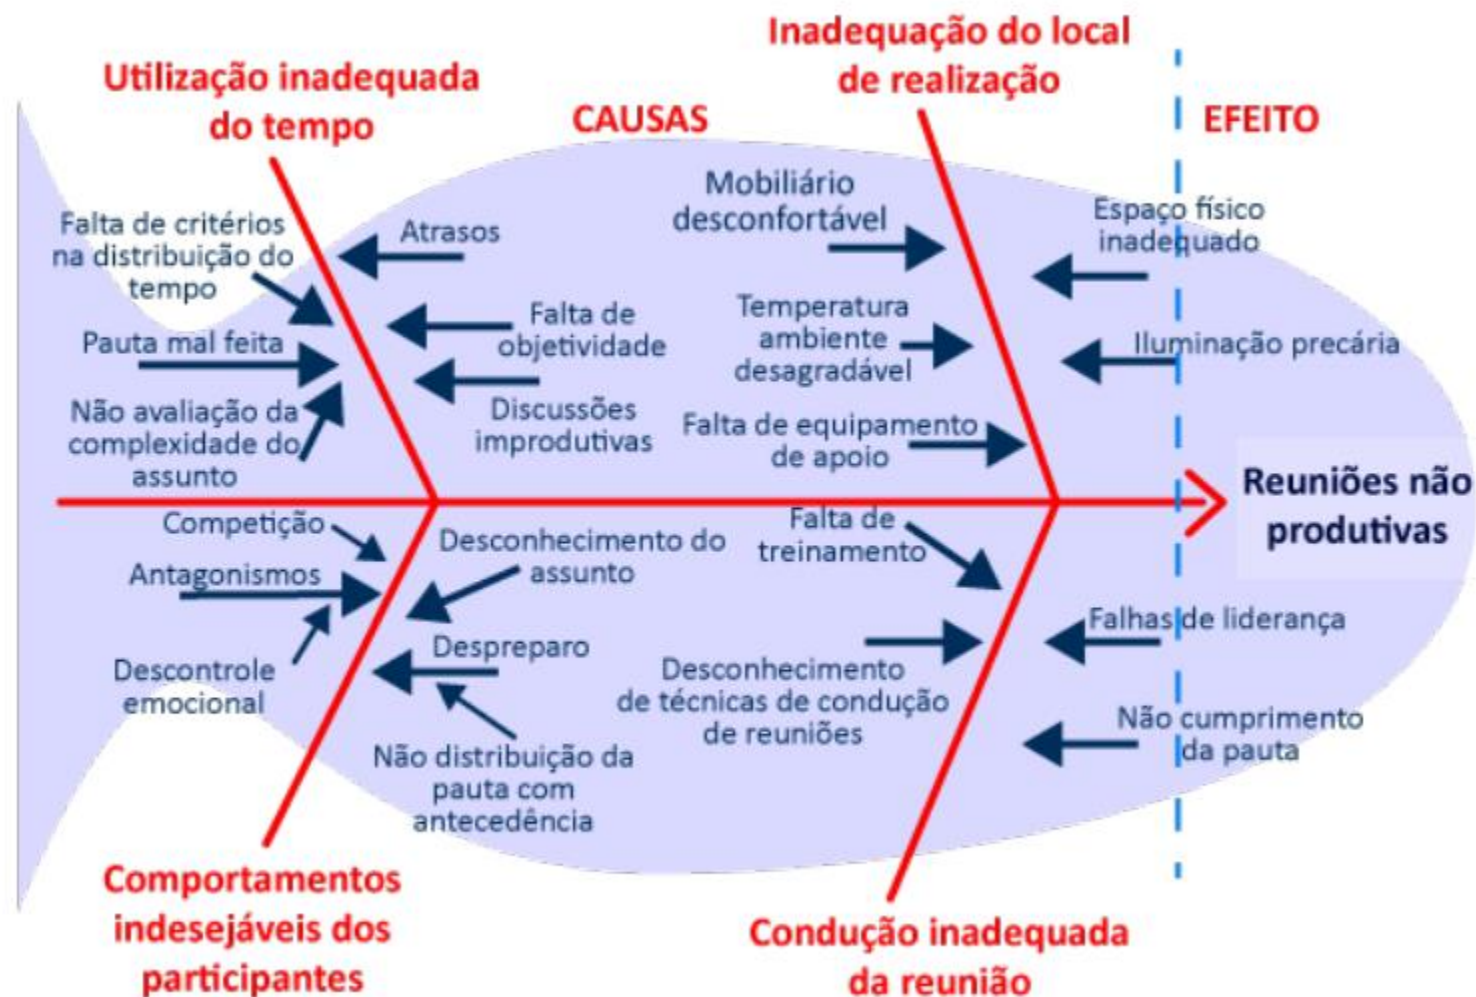 Inadequação do local
de realização
Utilização inadequada
do tempo
CAUSAS
EFEITO
Falta de critérios
na distribuição do
tempo
Pauta mal feita
Não avaliação da
complexidade do
assunto
Atrasos
Falta de
objetividade
Discussões
improdutivas
Mobiliário
desconfortável
Temperatura
ambiente
desagradável
Falta de equipamento
de apoio
Espaço físico
inadequado
Iluminação precária
Reuniões não
produtivas
Competição
Antagonismos
Descontrole
emocional
Desconhecimento do
assunto
Despreparo
Não distribuição da
pauta com
antecedência
Falta de
treinamento
Desconhecimento
de técnicas de condução
de reuniões
Falhas de liderança
Não cumprimento
da pauta
Comportamentos
indesejáveis dos
participantes
Condução inadequada
da reunião